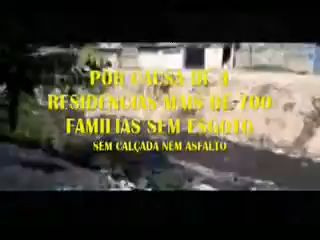 POR CAUSA DE 4
RESIDENCIAS MAIS DE 700
FAMILIAS SEM ESGOTO
SEM CALÇADA NEM ASFALTO